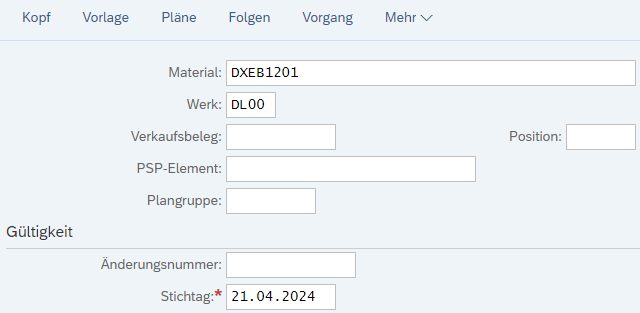 Kopf Vorlage Pläne Folgen Vorgang Mehr
Material: DXEB1201
Werk: DL00
Verkaufsbeleg: Position:
PSP-Element:
Plangruppe:
Gültigkeit
Änderungsnummer:
Stichtag:* 21.04.2024